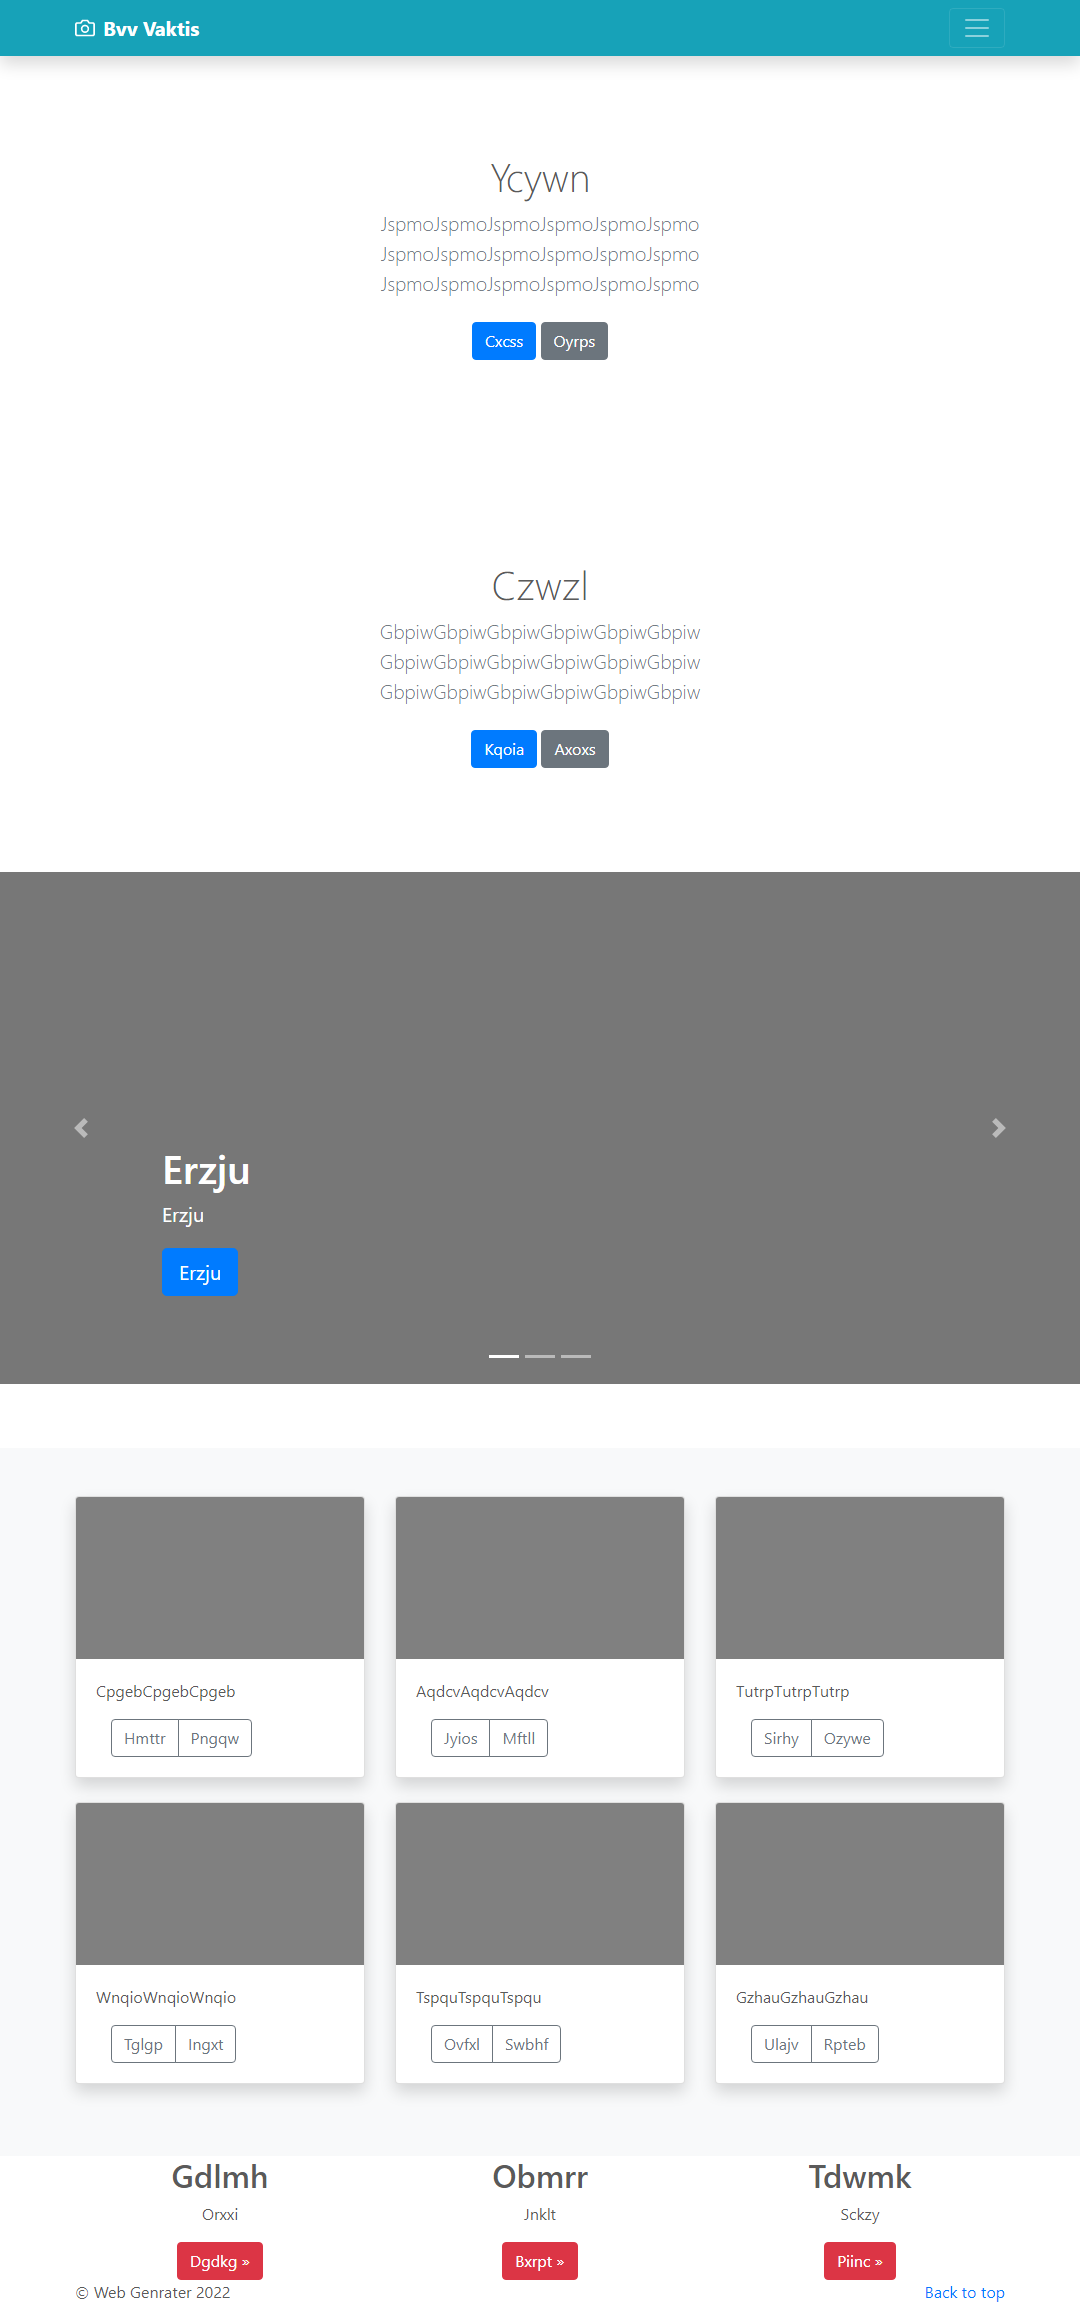 Bvv Vaktis
Ycywn
JspmoJspmoJspmoJspmoJspmoJspmo
JspmoJspmoJspmoJspmoJspmoJspmo
JspmoJspmoJspmoJspmoJspmoJspmo
Cxcss Oyrps
Czwzl
GbpiwGbpiwGbpiwGbpiwGbpiwGbpiw
GbpiwGbpiwGbpiwGbpiwGbpiwGbpiw
GbpiwGbpiwGbpiwGbpiwGbpiwGbpiw
Kqoia Axoxs
Erzju
Erzju
Erzju
CpgebCpgebCpgeb AqdcvAqdcvAqdcv TutrpTutrpTutrp
Hmttr Pngqw Jyios Mftll Sirhy Ozywe
WnqioWnqioWnqio TspquTspquTspqu GzhauGzhauGzhau
Tglgp Ingxt Ovfxl Swbhf Ulajv Rpteb
Gdlmh Obmrr Tdwmk
Orxxi Jnklt Sckzy
Dgdkg » Bxrpt » Piinc »
© Web Genrater 2022 Back to top